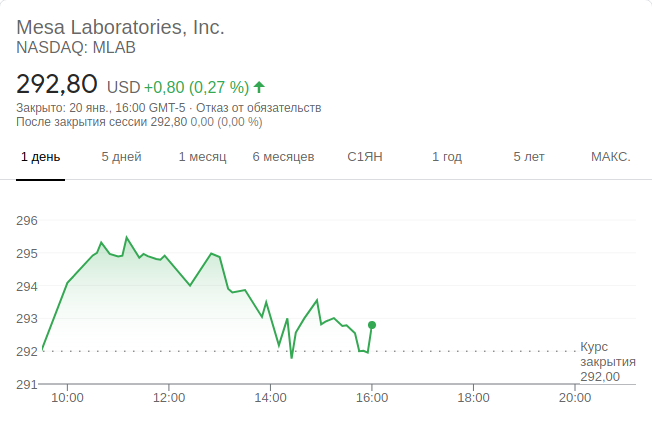 Mesa Laboratories, Inc.
NASDAQ: MLAB
292,80 USD +0,80 (0,27 %)
Закрыто: 20 янв., 16:00 GMT-5 · Отказ от обязательств
После закрытия сессии 292,80 0,00 (0,00 %)
1 день 5 дней 1 месяц 6 месяцев С1ЯН 1 год 5 лет МАКС.
296
295
294
293
292
Курс
закрытия
292,00
291
10:00 12:00 14:00 16:00 18:00 20:00